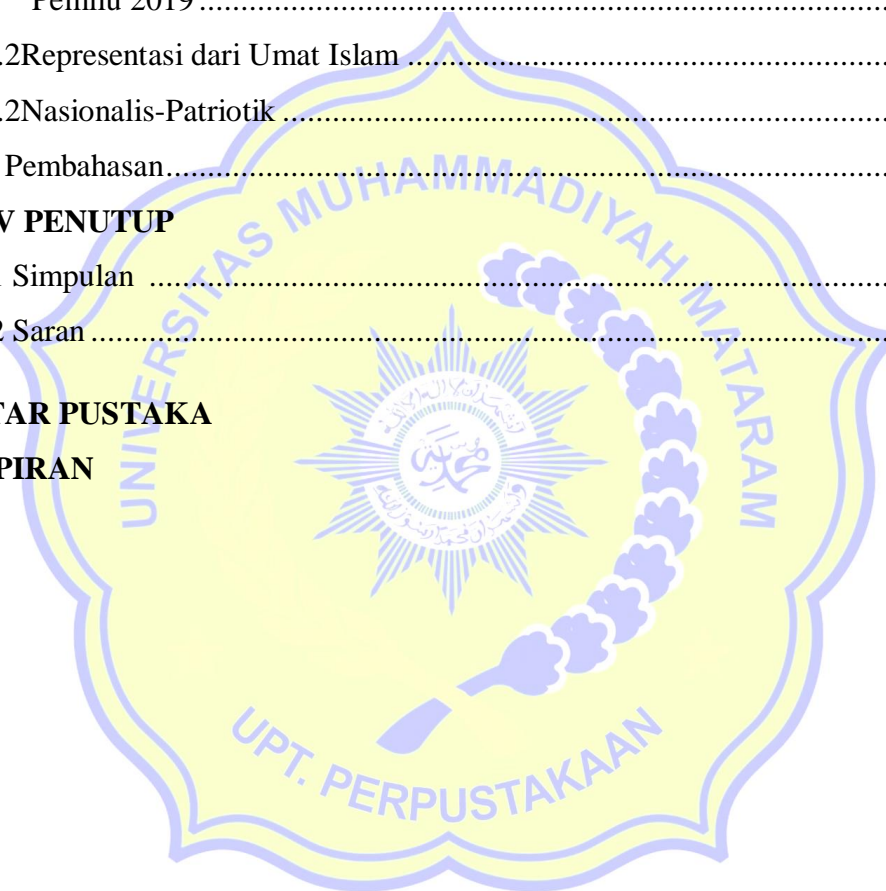 Pemilu 2019
.2Representasi dari Umat Islam
.2Nasionalis-Patriotik
Pembahasan
V PENUTUP
Simpulan
2 Saran
TAR PUSTAKA
PIRAN
UNIVERSITAS MUHAMMADIYAH MATARAM
UPT. PERPUSTAKAAN